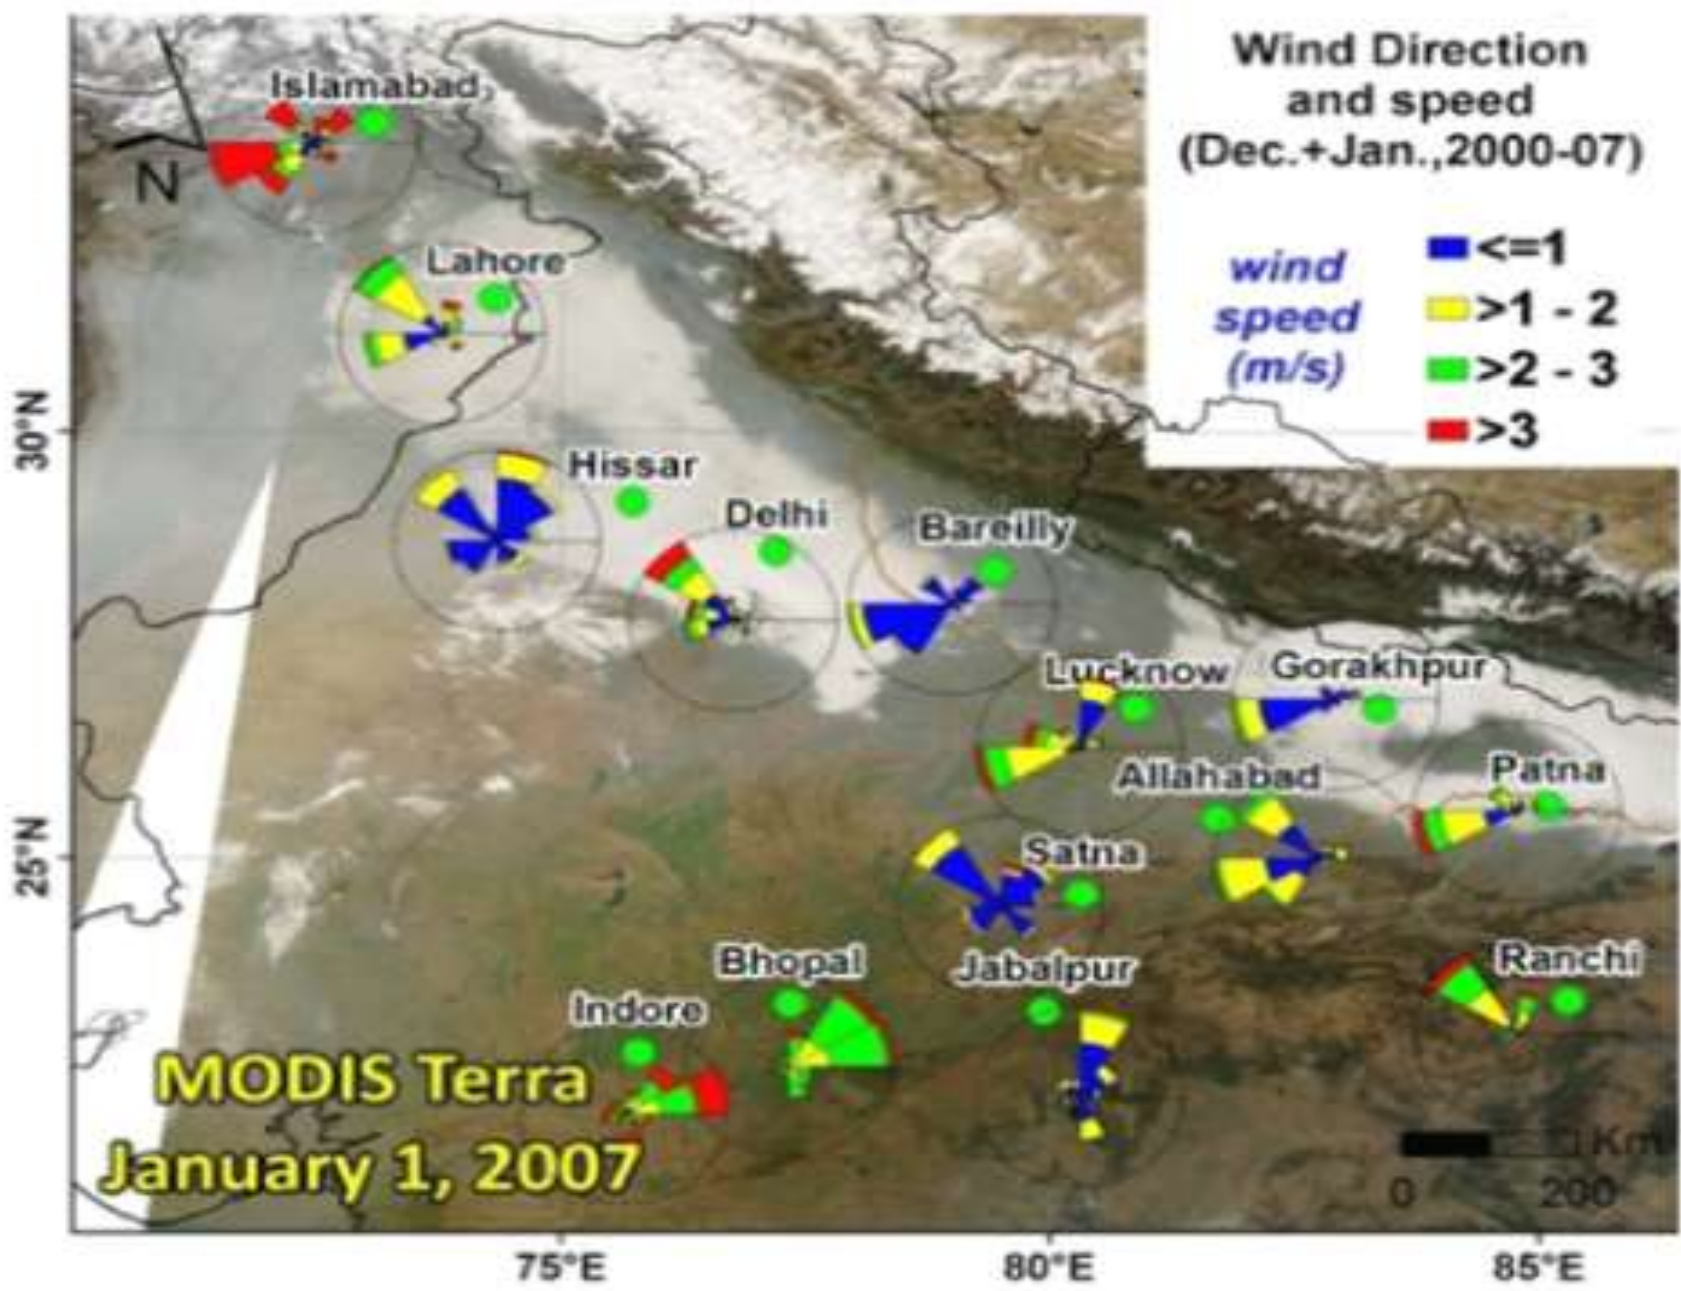 Wind Direction
and speed
(Dec.+Jan.,2000-07)
wind
speed
(m/s)
<=1
>1 - 2
>2 - 3
>3
Islamabad
N
Lahore
Hissar
Delhi
Bareilly
Lucknow
Gorakhpur
Allahabad
Patna
Satna
Bhopal
Jabalpur
Ranchi
Indore
MODIS Terra
January 1, 2007
Km
0 200
30°N
25°N
75°E 80°E 85°E